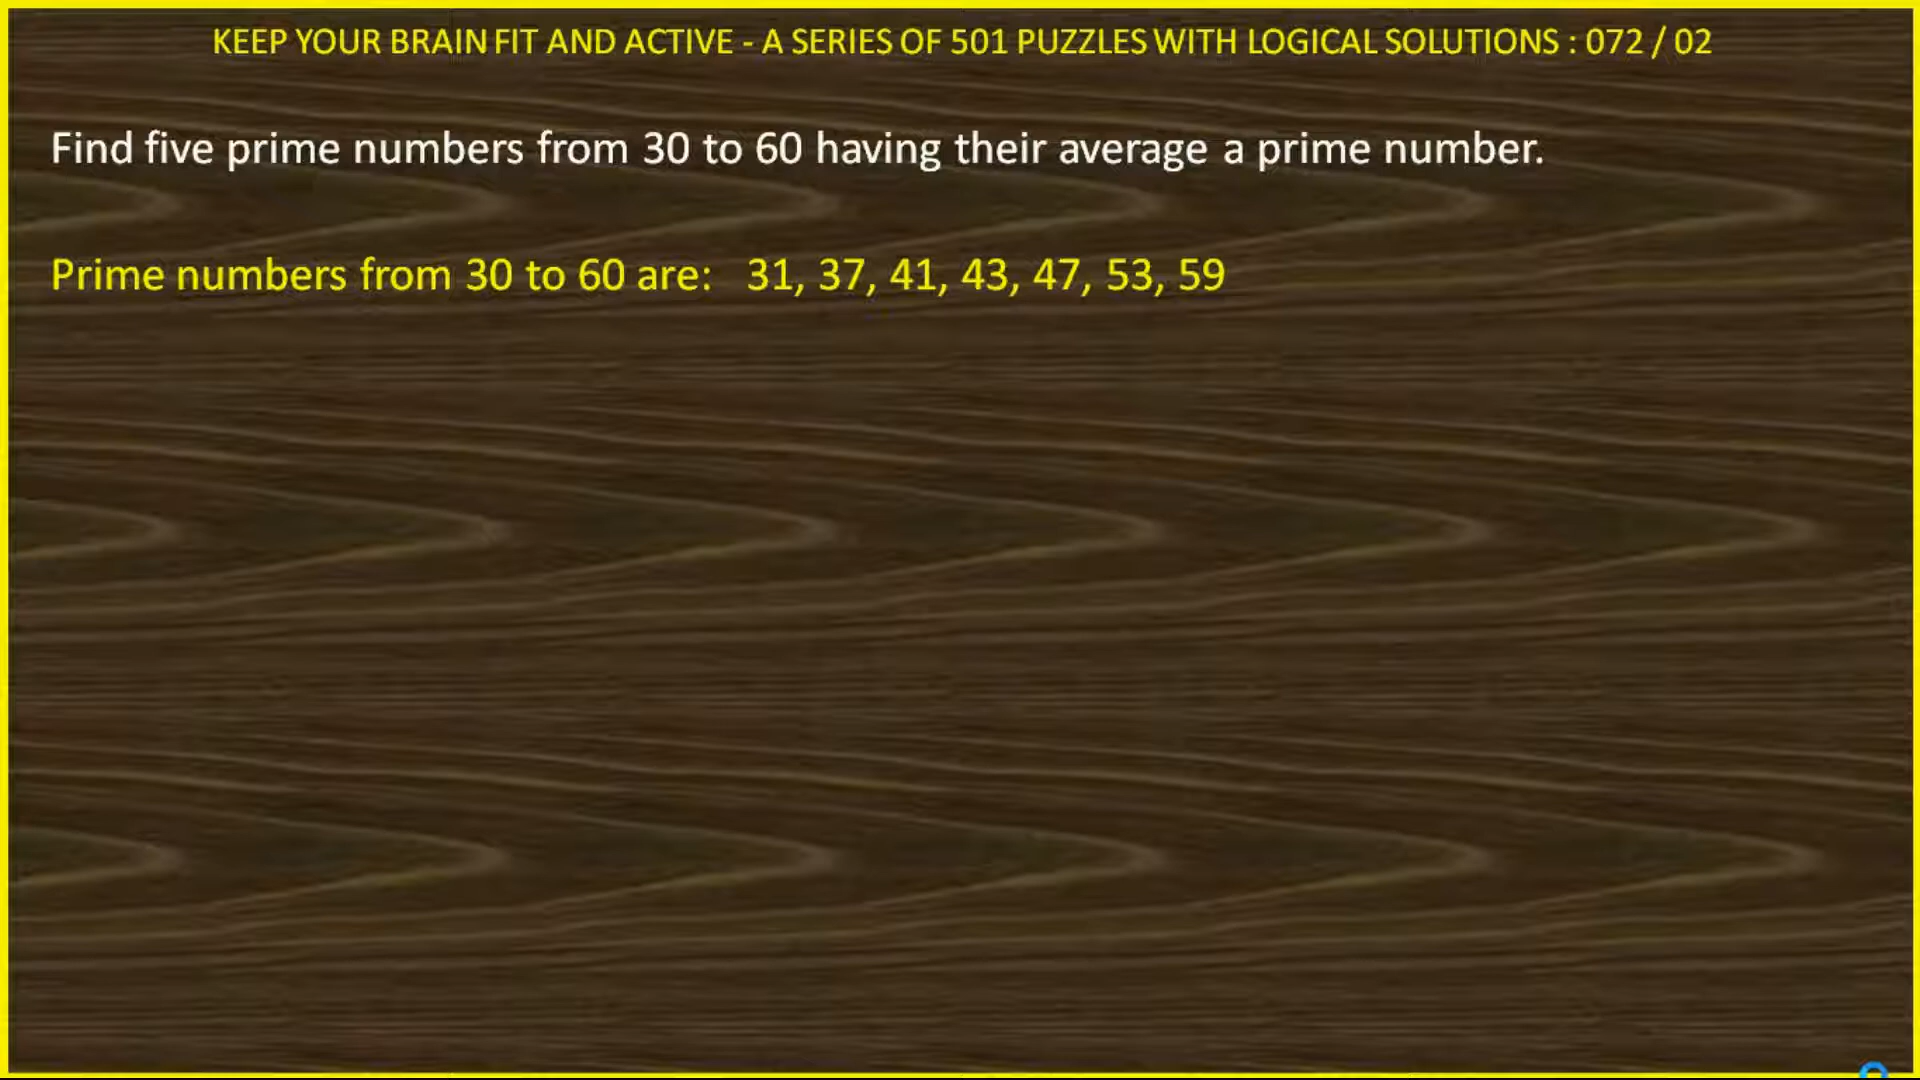 KEEP YOUR BRAIN FIT AND ACTIVE - A SERIES OF 501 PUZZLES WITH LOGICAL SOLUTIONS : 072 / 02
Find five prime numbers from 30 to 60 having their average a prime number.
Prime numbers from 30 to 60 are: 31, 37, 41, 43, 47, 53, 59